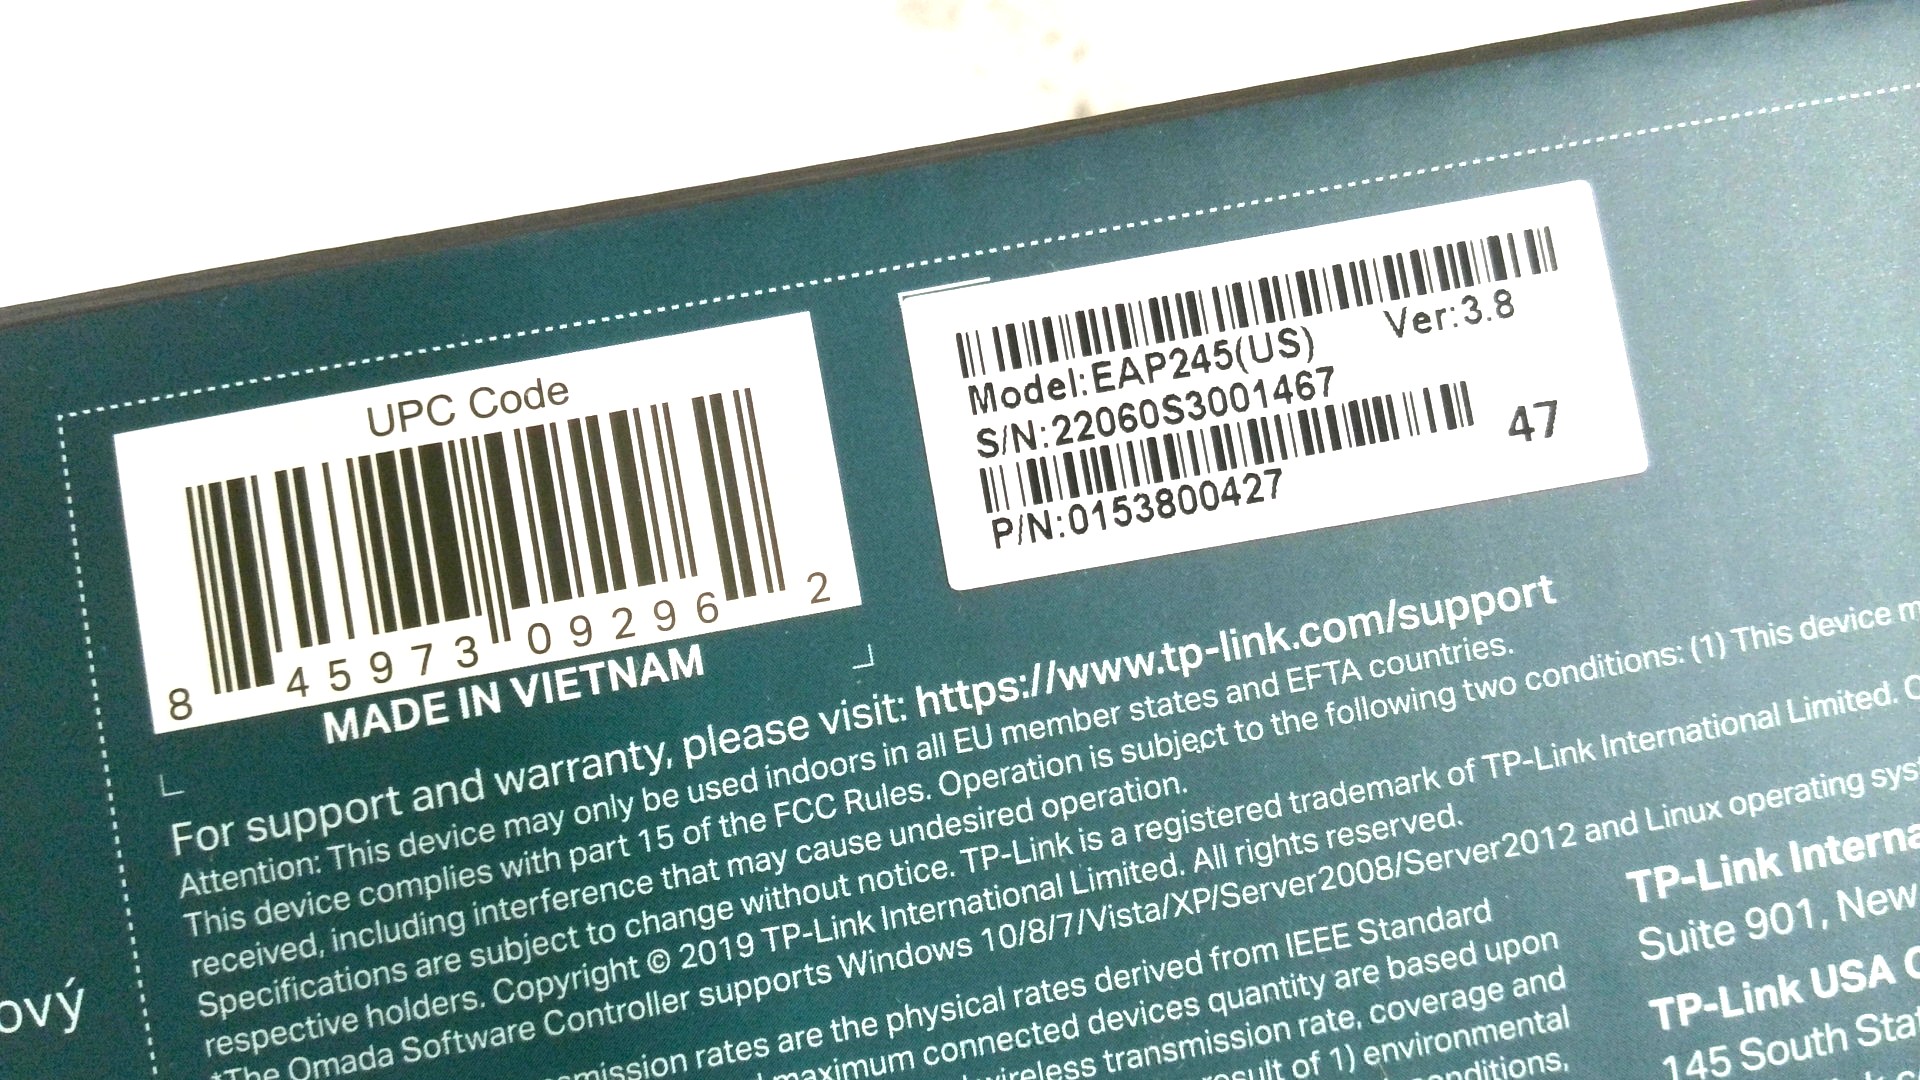 UPC Code
8 45973 09296 2
MADE IN VIETNAM
Model:EAP245(US) Ver:3.8
S/N:22060S3001467
P/N:0153800427
47
For support and warranty, please visit: https://www.tp-link.com/support
Attention: This device may only be used indoors in all EU member states and EFTA countries.
This device complies with part 15 of the FCC Rules. Operation is subject to the following two conditions: (1) This device
received, including interference that may cause undesired operation.
Specifications are subject to change without notice. TP-Link is a registered trademark of TP-Link International Limited.
respective holders. Copyright © 2019 TP-Link International Limited. All rights reserved.
*The Omada Software Controller supports Windows 10/8/7/Vista/XP/Server2008/Server2012 and Linux operating
rates are the physical rates derived from IEEE Standard
maximum connected devices quantity are based upon
wireless transmission rate, coverage and
result of 1) environmental
TP-Link
Suite 901, New
TP-Link USA
145 South